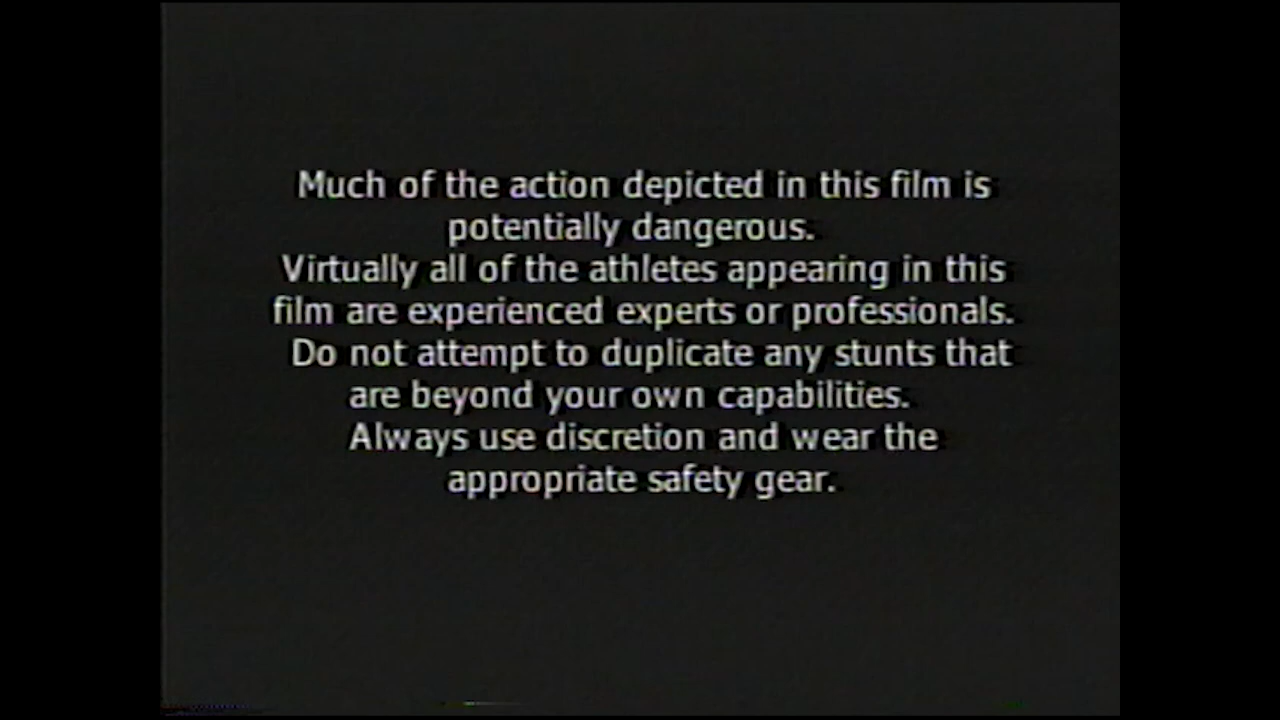 Much of the action depicted in this film is
potentially dangerous.
Virtually all of the athletes appearing in this
film are experienced experts or professionals.
Do not attempt to duplicate any stunts that
are beyond your own capabilities.
Always use discretion and wear the
appropriate safety gear.